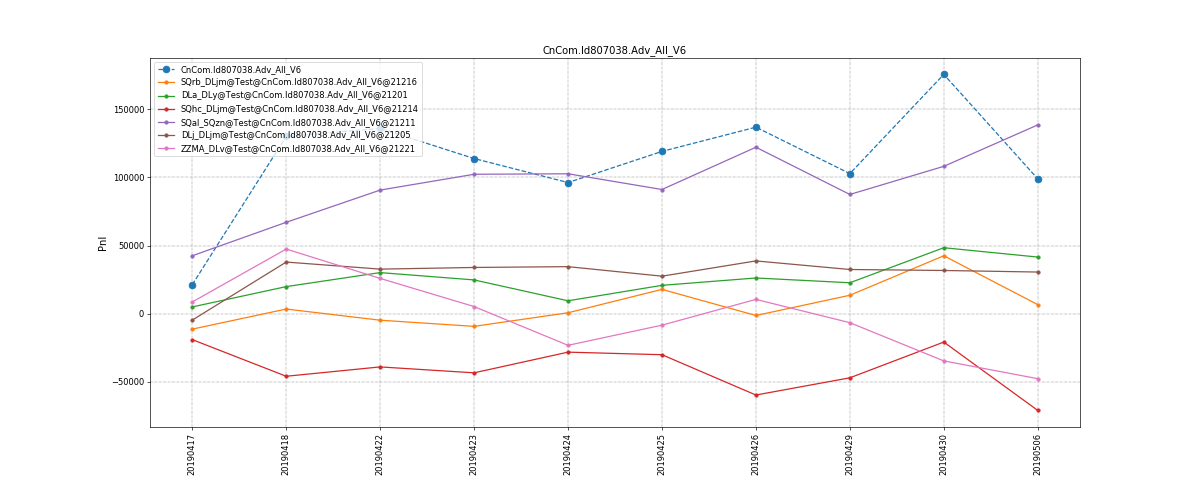 CnCom.Id807038.Adv_All_V6
CnCom.Id807038.Adv_All_V6
SQrb_DLjm@Test@CnCom.Id807038.Adv_All_V6@21216
DLa_DLy@Test@CnCom.Id807038.Adv_All_V6@21201
SQhc_DLjm@Test@CnCom.Id807038.Adv_All_V6@21214
SQal_SQzn@Test@CnCom.Id807038.Adv_All_V6@21211
DLj_DLjm@Test@CnCom.Id807038.Adv_All_V6@21205
ZZMA_DLv@Test@CnCom.Id807038.Adv_All_V6@21221
150000
100000
50000
0
−50000
Pnl
20190417
20190418
20190422
20190423
20190424
20190425
20190426
20190429
20190430
20190506